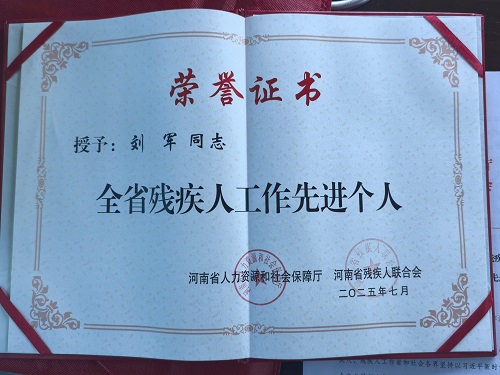 荣誉证书
授予：刘军同志
全省残疾人工作先进个人
河南省人力资源和社会保障厅 河南省残疾人联合会
二〇二五年七月